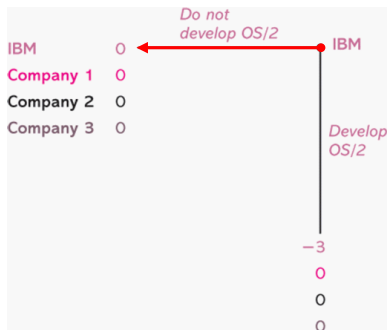 Do not
develop OS/2
IBM 0
IBM
Company 1 0
Company 2 0
Company 3 0
Develop
OS/2
−3
0
0
0